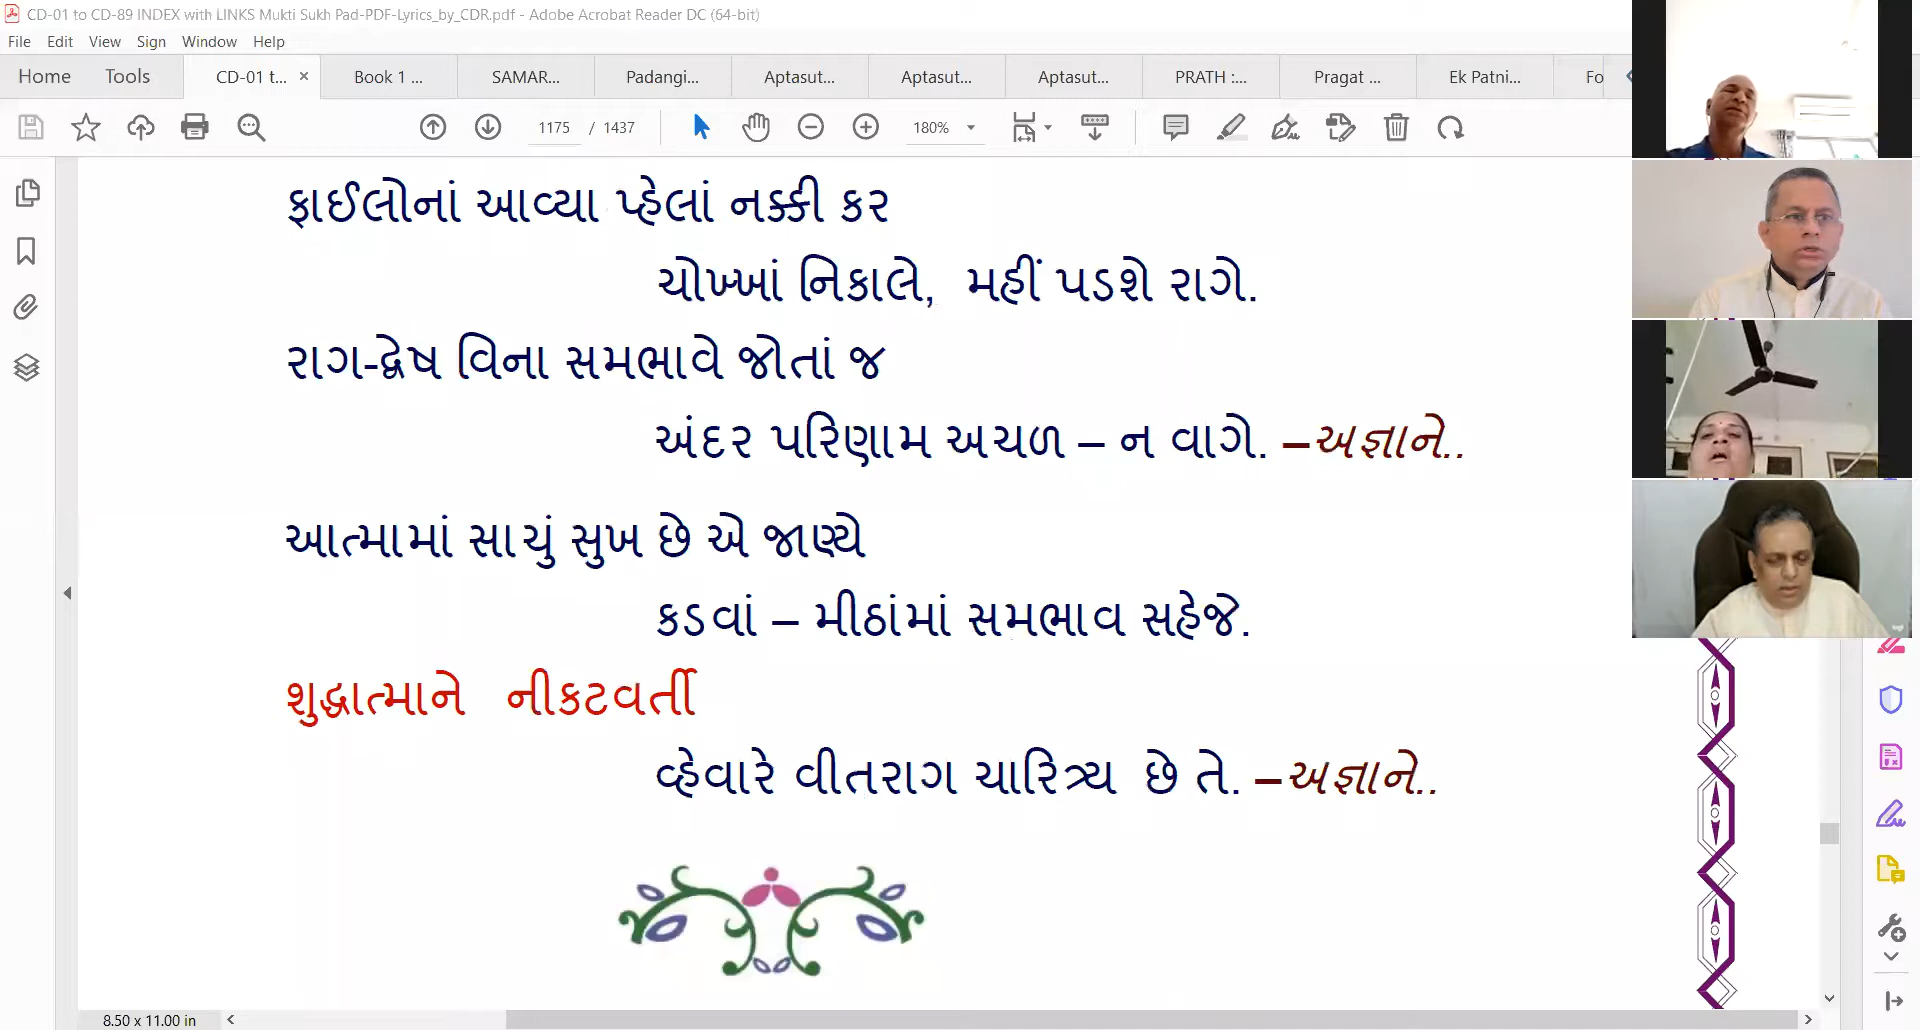 CD-01 to CD-89 INDEX with LINKS Mukti Sukh Pad-PDF-Lyrics_by_CDR.pdf - Adobe Acrobat Reader DC (64-bit)
File Edit View Sign Window Help
Home Tools CD-01 t... × Book 1 ... SAMAR... Padangi... Aptasut... Aptasut... Aptasut... PRATH :... Pragat ... Ek Patni... Fo
1175 / 1437 180%
ફાઈલોનાં આવ્યા પ્હેલાં નક્કી કર
ચોખ્ખાં નિકાલે, મહીં પડશે રાગે.
રાગ-દ્વેષ વિના સમભાવે જોતાં જ
અંદર પરિણામ અચળ – ન વાગે. –અજ્ઞાને..
આત્મામાં સાચું સુખ છે એ જાણ્યે
કડવાં – મીઠાંમાં સમભાવ સહેજે.
શુદ્ધાત્માને નીકટવર્તી
વ્હેવારે વીતરાગ ચારિત્ર્ય છે તે. –અજ્ઞાને..
8.50 x 11.00 in